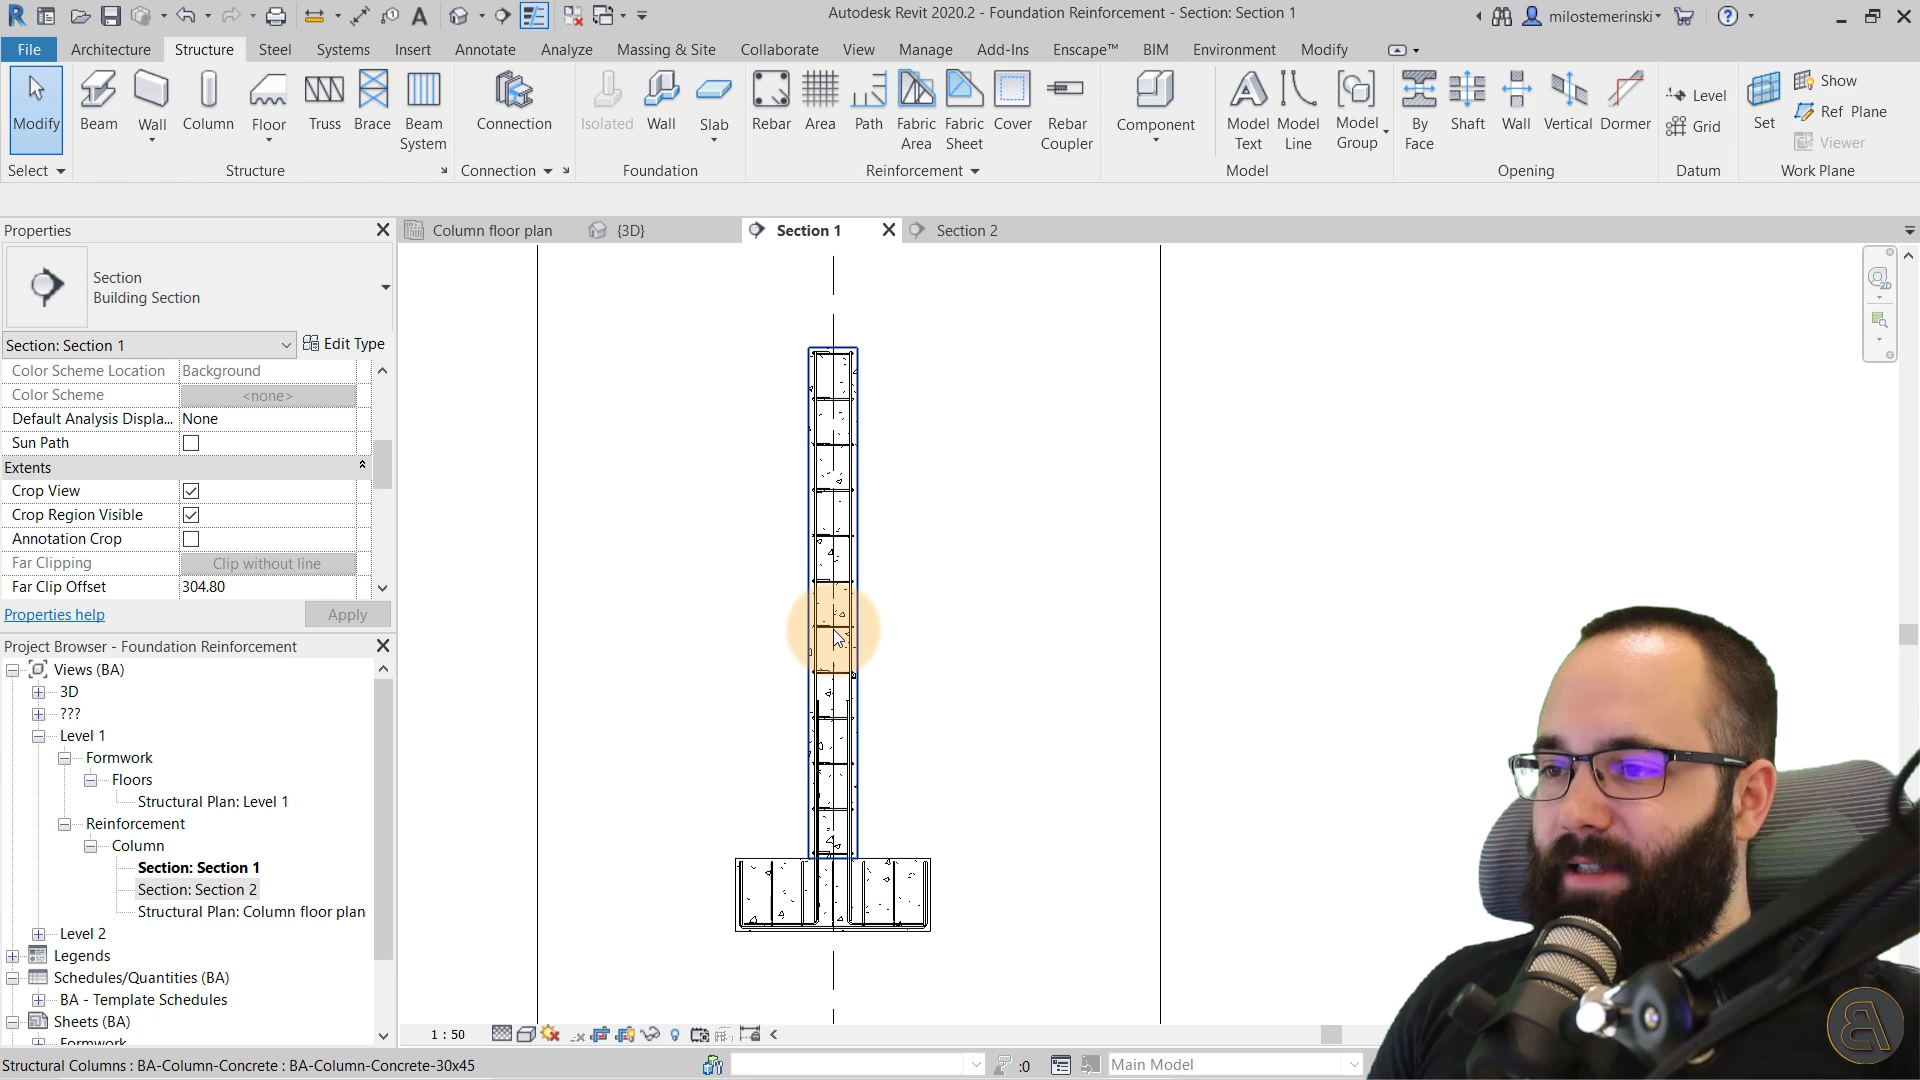 Autodesk Revit 2020.2 - Foundation Reinforcement - Section: Section 1
milostemerinski
File
Architecture
Structure
Steel
Systems
Insert
Annotate
Analyze
Massing & Site
Collaborate
View
Manage
Add-Ins
Enscape™
BIM
Environment
Modify
Modify
Beam
Wall
Column
Floor
Truss
Brace
Beam
System
Connection
Isolated
Wall
Slab
Rebar
Area
Path
Fabric
Area
Fabric
Sheet
Cover
Rebar
Coupler
Component
Model
Text
Model
Line
Model
Group
By
Face
Shaft
Wall
Vertical
Dormer
Level
Grid
Set
Show
Ref Plane
Viewer
Select
Structure
Connection
Foundation
Reinforcement
Model
Opening
Datum
Work Plane
Properties
Column floor plan
{3D}
Section 1
Section 2
2D
Section
Building Section
Section: Section 1
Edit Type
Color Scheme Location Background
Color Scheme <none>
Default Analysis Displa... None
Sun Path
Extents
Crop View
Crop Region Visible
Annotation Crop
Far Clipping Clip without line
Far Clip Offset 304.80
Properties help
Apply
Project Browser - Foundation Reinforcement
Views (BA)
3D
???
Level 1
Formwork
Floors
Structural Plan: Level 1
Reinforcement
Column
Section: Section 1
Section: Section 2
Structural Plan: Column floor plan
Level 2
Legends
Schedules/Quantities (BA)
BA - Template Schedules
Sheets (BA)
Formwork
1 : 50
Structural Columns : BA-Column-Concrete : BA-Column-Concrete-30x45
:0
Main Model
BA